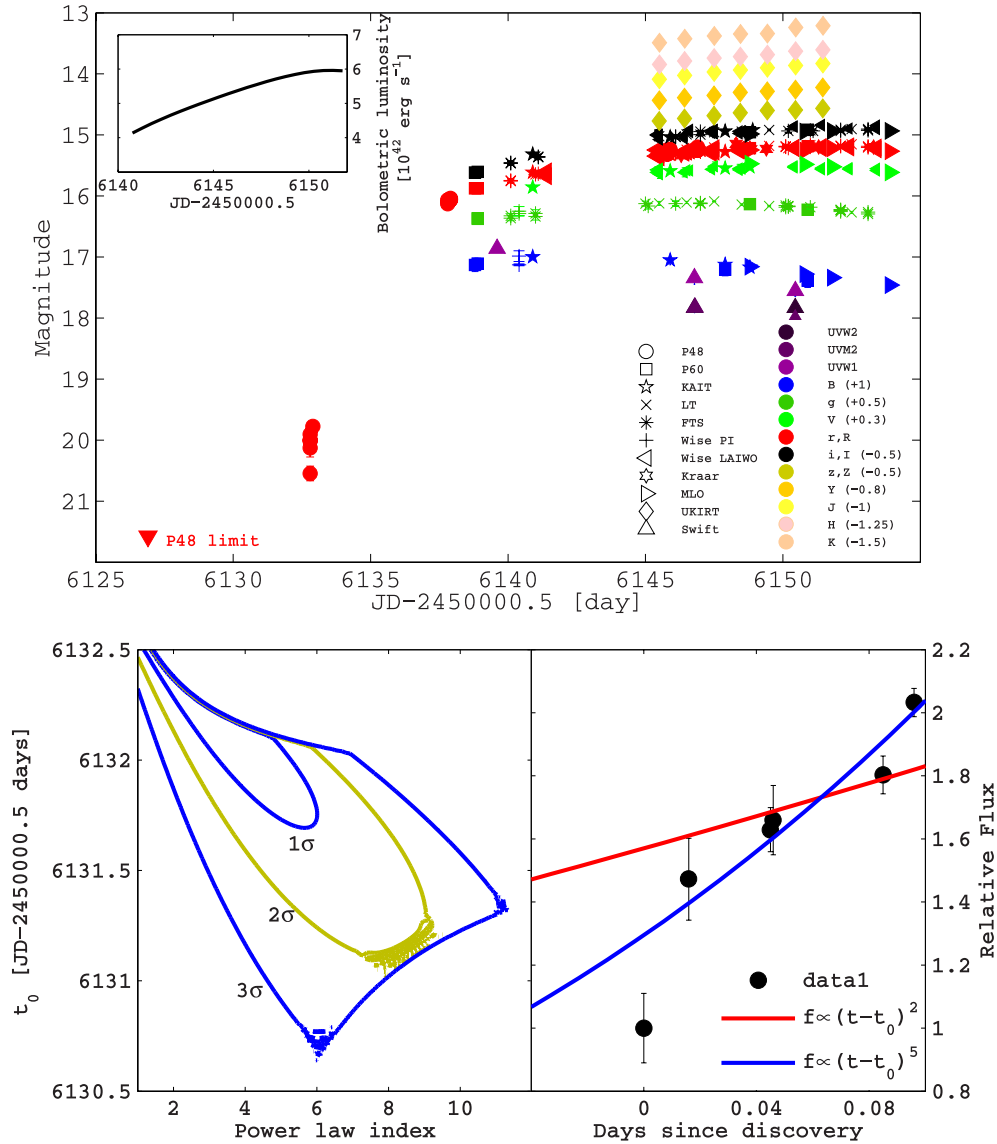 13
14
15
16
17
18
19
20
21
Magnitude
7
6
5
4
3
Bolometric luminosity
[10^42 erg s^-1]
6140
6145
6150
JD-2450000.5
P48 limit
P48
P60
KAIT
LT
FTS
Wise PI
Wise LAIWO
Kraar
MLO
UKIRT
Swift
UVW2
UVM2
UVW1
B (+1)
g (+0.5)
V (+0.3)
r,R
i,I (-0.5)
z,Z (-0.5)
Y (-0.8)
J (-1)
H (-1.25)
K (-1.5)
6125
6130
6135
6140
6145
6150
JD-2450000.5 [day]
6132.5
6132
6131.5
6131
6130.5
t_0 [JD-2450000.5 days]
1σ
2σ
3σ
2
4
6
8
10
Power law index
2.2
2
1.8
1.6
1.4
1.2
1
0.8
Relative Flux
data1
f∝(t-t_0)^2
f∝(t-t_0)^5
0
0.04
0.08
Days since discovery